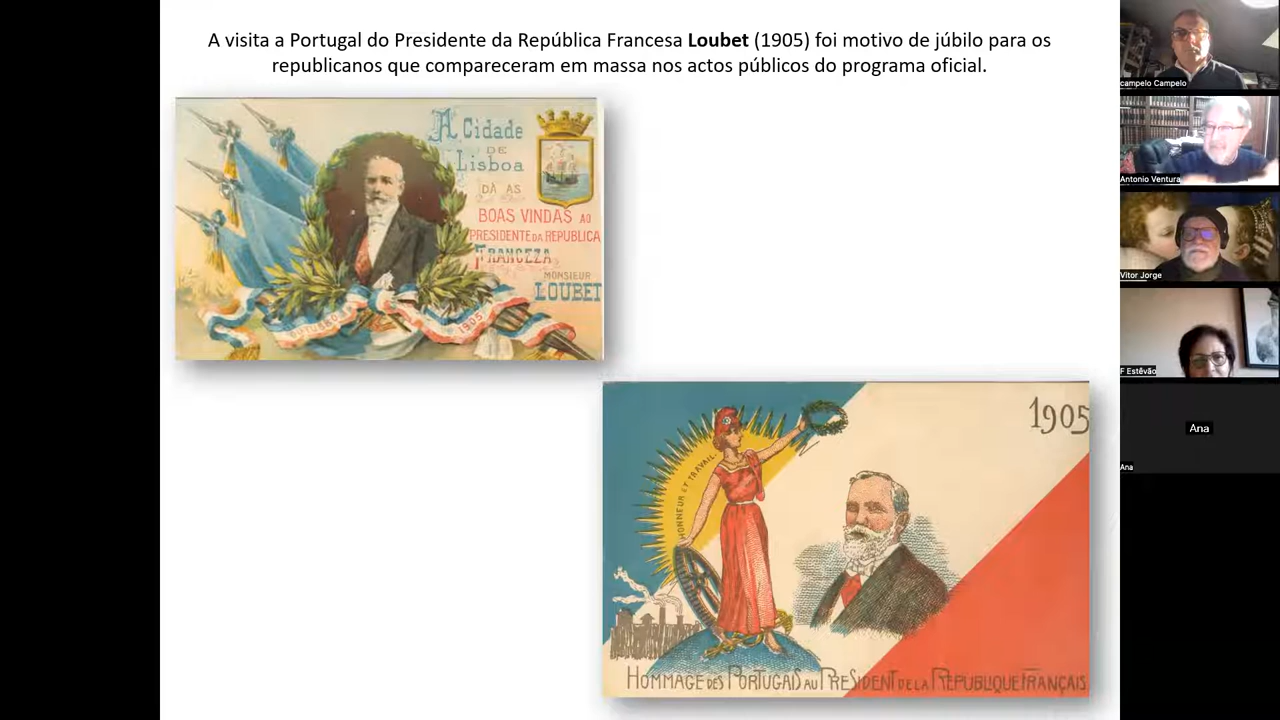 A visita a Portugal do Presidente da República Francesa Loubet (1905) foi motivo de júbilo para os
republicanos que compareceram em massa nos actos públicos do programa oficial.
A Cidade
DE
Lisboa
DÁ AS
BOAS VINDAS AO
PRESIDENTE DA REPUBLICA
FRANCEZA,
MONSIEUR
LOUBET
OUTUBRO
1905
1905
HONNEUR ET TRAVAIL.
HOMMAGE DES PORTUGAIS AU PRESIDENT DE LA REPUBLIQUE FRANÇAIS
campelo Campelo
Antonio Ventura
Vitor Jorge
F Estêvão
Ana
Ana